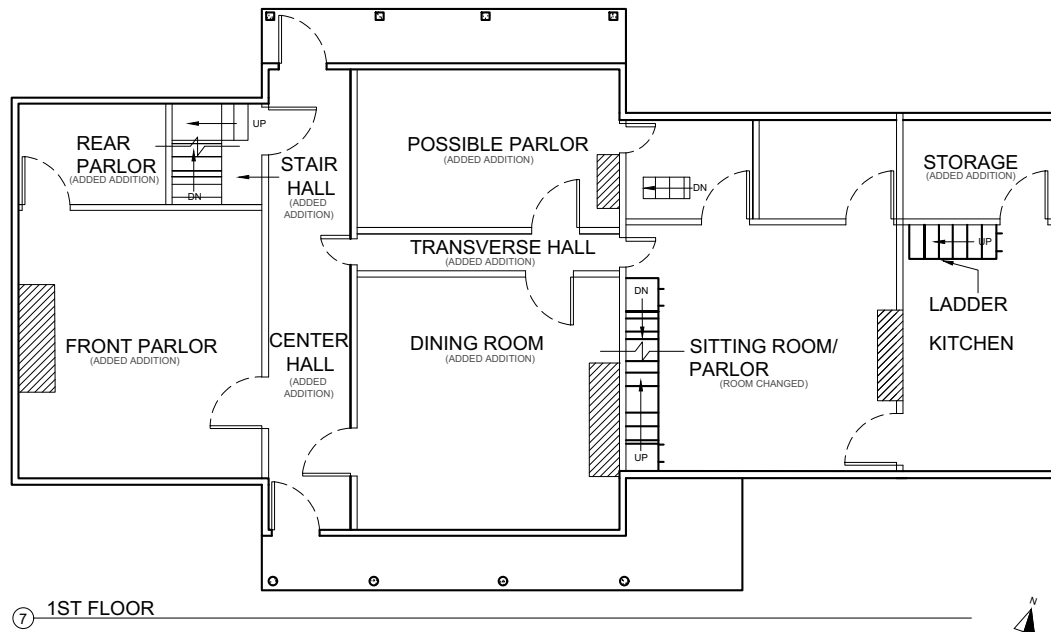 REAR
PARLOR
(ADDED ADDITION)
UP
DN
STAIR
HALL
(ADDED
ADDITION)
POSSIBLE PARLOR
(ADDED ADDITION)
DN
STORAGE
(ADDED ADDITION)
TRANSVERSE HALL
(ADDED ADDITION)
UP
LADDER
KITCHEN
FRONT PARLOR
(ADDED ADDITION)
CENTER
HALL
(ADDED
ADDITION)
DINING ROOM
(ADDED ADDITION)
DN
UP
SITTING ROOM/
PARLOR
(ROOM CHANGED)
7 1ST FLOOR
N